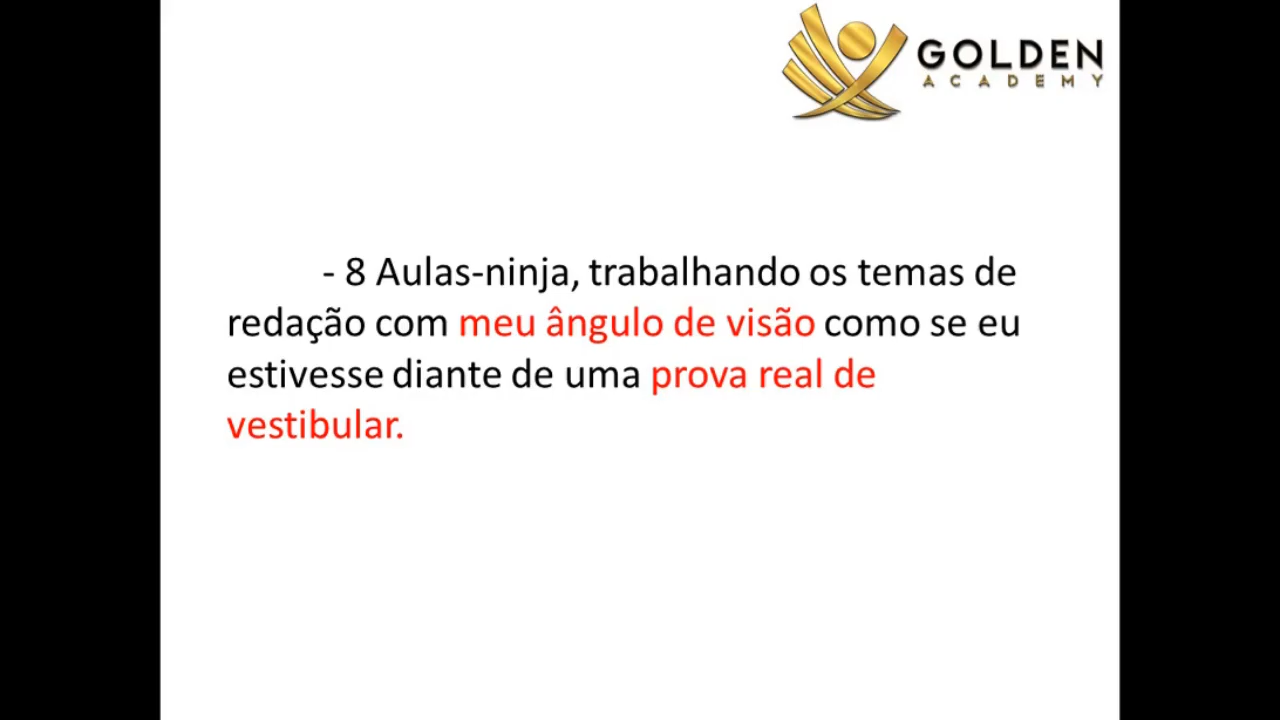 GOLDEN
ACADEMY
- 8 Aulas-ninja, trabalhando os temas de
redação com meu ângulo de visão como se eu
estivesse diante de uma prova real de
vestibular.